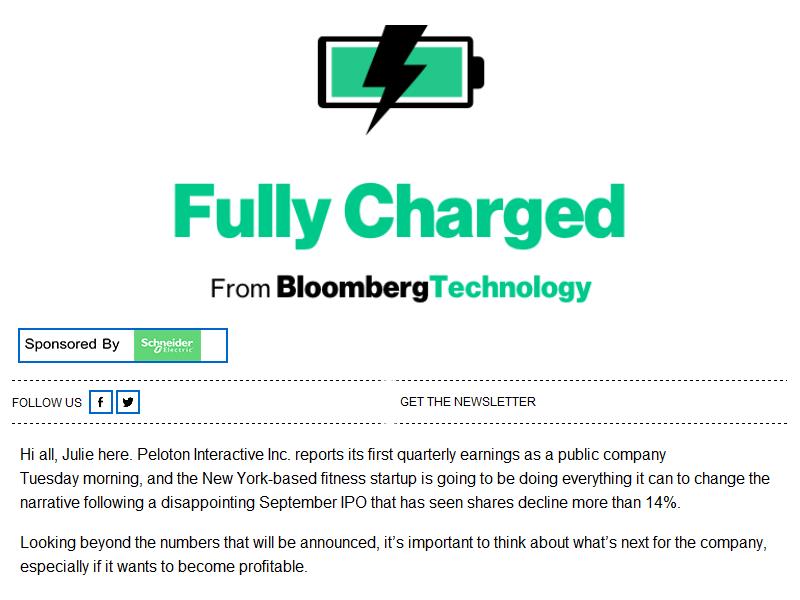 Fully Charged
From BloombergTechnology
Sponsored By Schneider Electric
FOLLOW US f GET THE NEWSLETTER
Hi all, Julie here. Peloton Interactive Inc. reports its first quarterly earnings as a public company
Tuesday morning, and the New York-based fitness startup is going to be doing everything it can to change the
narrative following a disappointing September IPO that has seen shares decline more than 14%.
Looking beyond the numbers that will be announced, it’s important to think about what’s next for the company,
especially if it wants to become profitable.